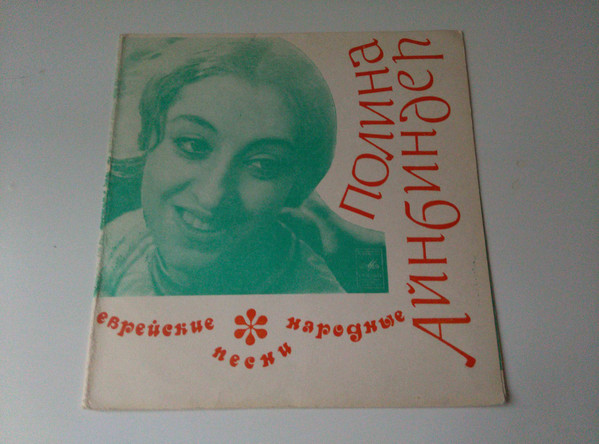 Полина
Айнбиндер
еврейские народные
песни